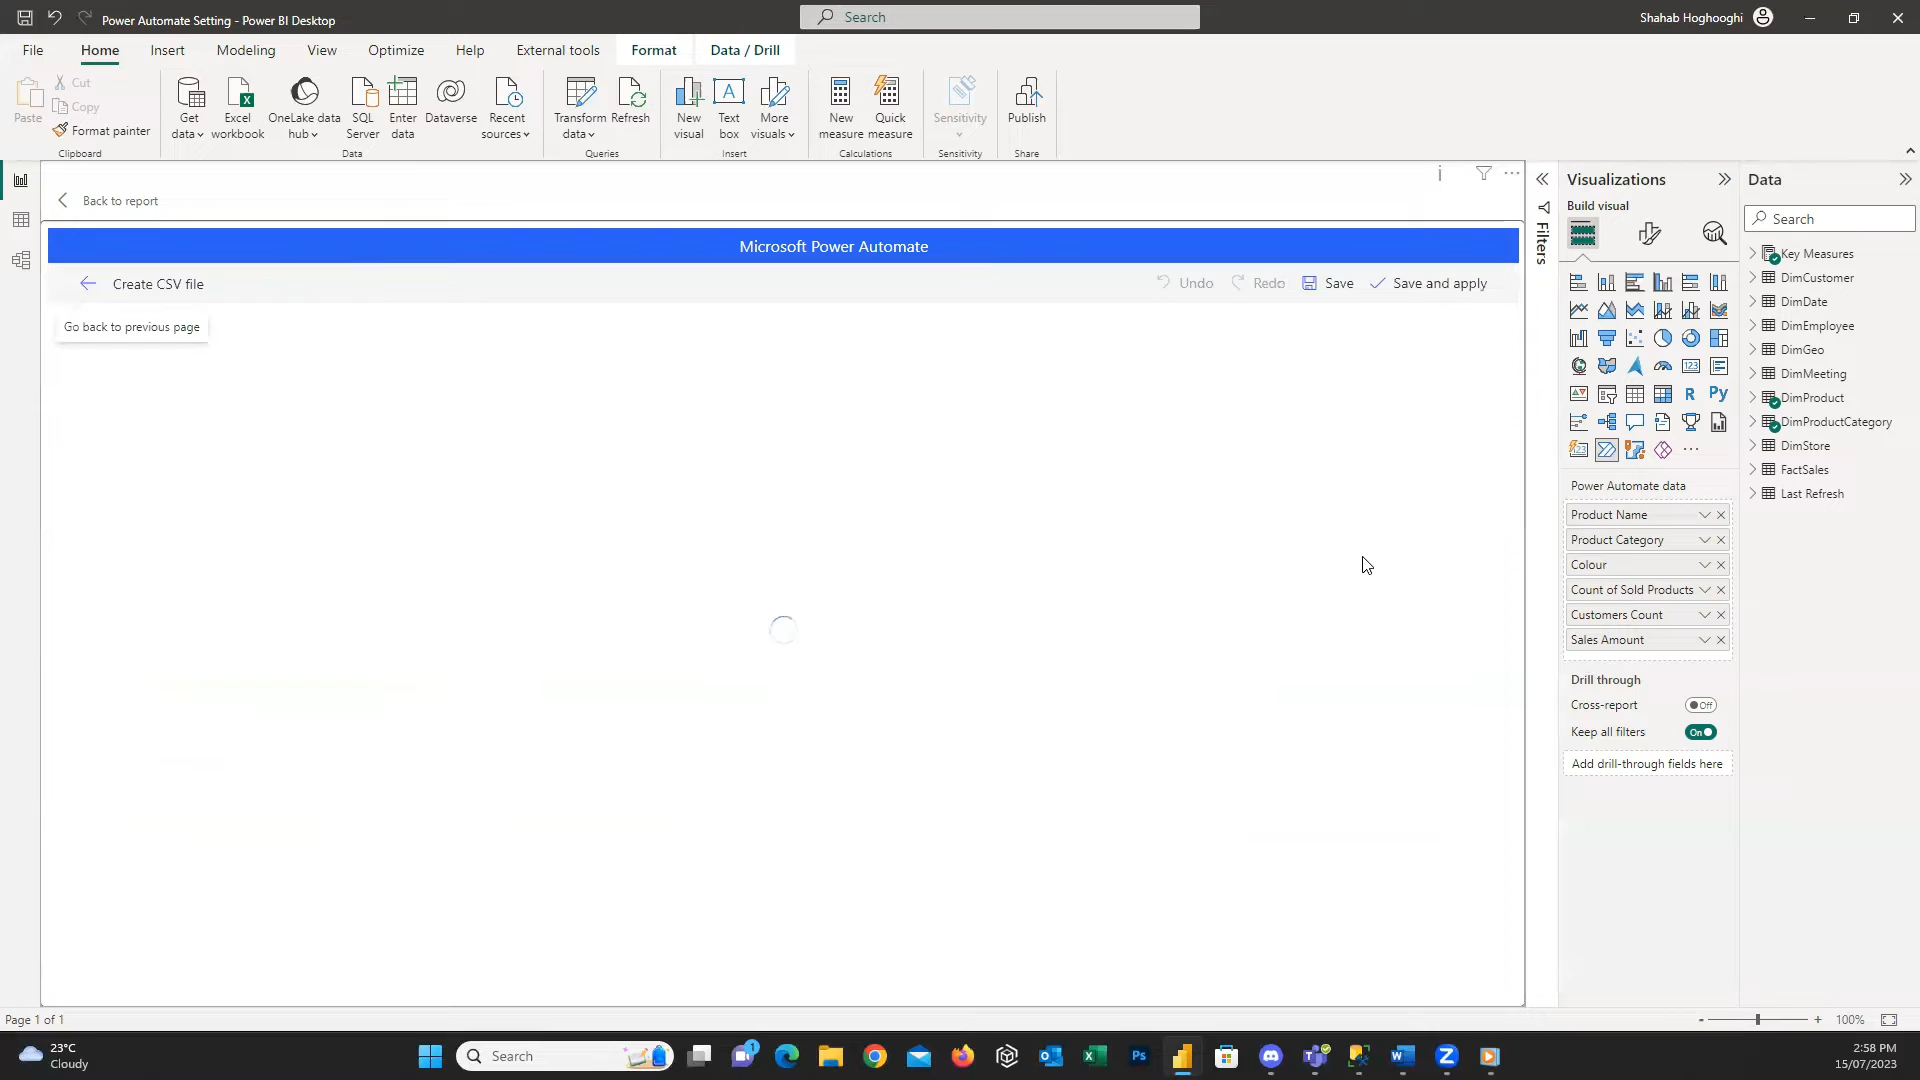 Power Automate Setting - Power BI Desktop
Search
Shahab Hoghooghi
File
Home
Insert
Modeling
View
Optimize
Help
External tools
Format
Data / Drill
Paste
Cut
Copy
Format painter
Clipboard
Get data
Excel workbook
OneLake data hub
SQL Server
Enter data
Dataverse
Recent sources
Data
Transform data
Refresh
Queries
New visual
Text box
More visuals
Insert
New measure
Quick measure
Calculations
Sensitivity
Sensitivity
Publish
Share
Back to report
Microsoft Power Automate
Create CSV file
Undo
Redo
Save
Save and apply
Go back to previous page
Filters
Visualizations
Build visual
123
R
Py
123
Power Automate data
Product Name
Product Category
Colour
Count of Sold Products
Customers Count
Sales Amount
Drill through
Cross-report
Off
Keep all filters
On
Add drill-through fields here
Data
Search
Key Measures
DimCustomer
DimDate
DimEmployee
DimGeo
DimMeeting
DimProduct
DimProductCategory
DimStore
FactSales
Last Refresh
Page 1 of 1
- + 100%
23°C
Cloudy
Search
1
Ps
2:58 PM
15/07/2023